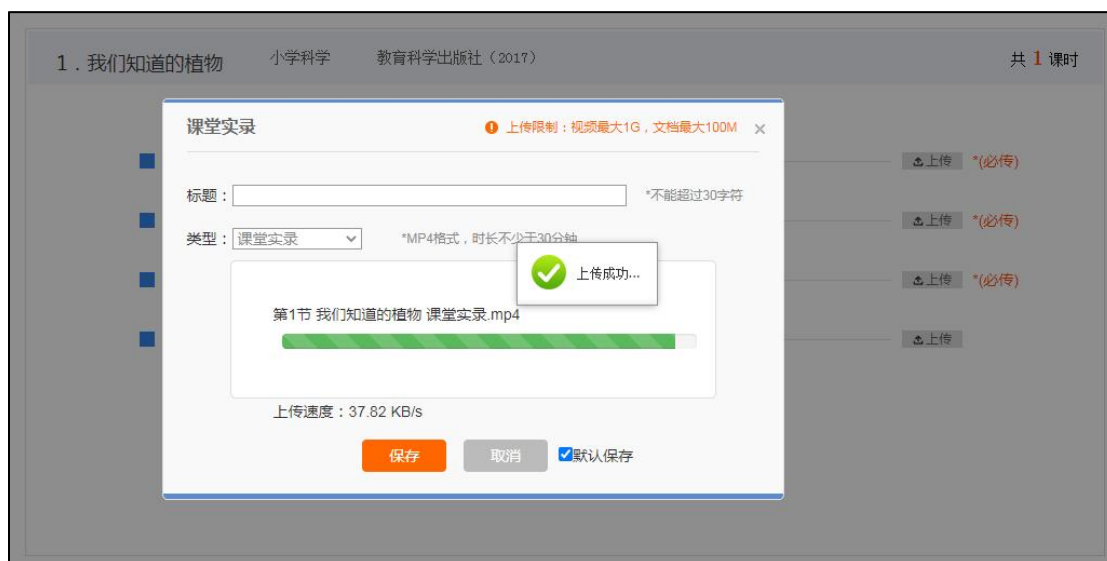 1．我们知道的植物 小学科学 教育科学出版社（2017） 共 1 课时
课堂实录 上传限制：视频最大1G，文档最大100M ×
上传 *(必传)
标题： *不能超过30字符
上传 *(必传)
类型： 课堂实录 *MP4格式，时长不少于30分钟
上传成功...
上传 *(必传)
第1节 我们知道的植物 课堂实录.mp4
上传
上传速度：37.82 KB/s
保存 取消 默认保存